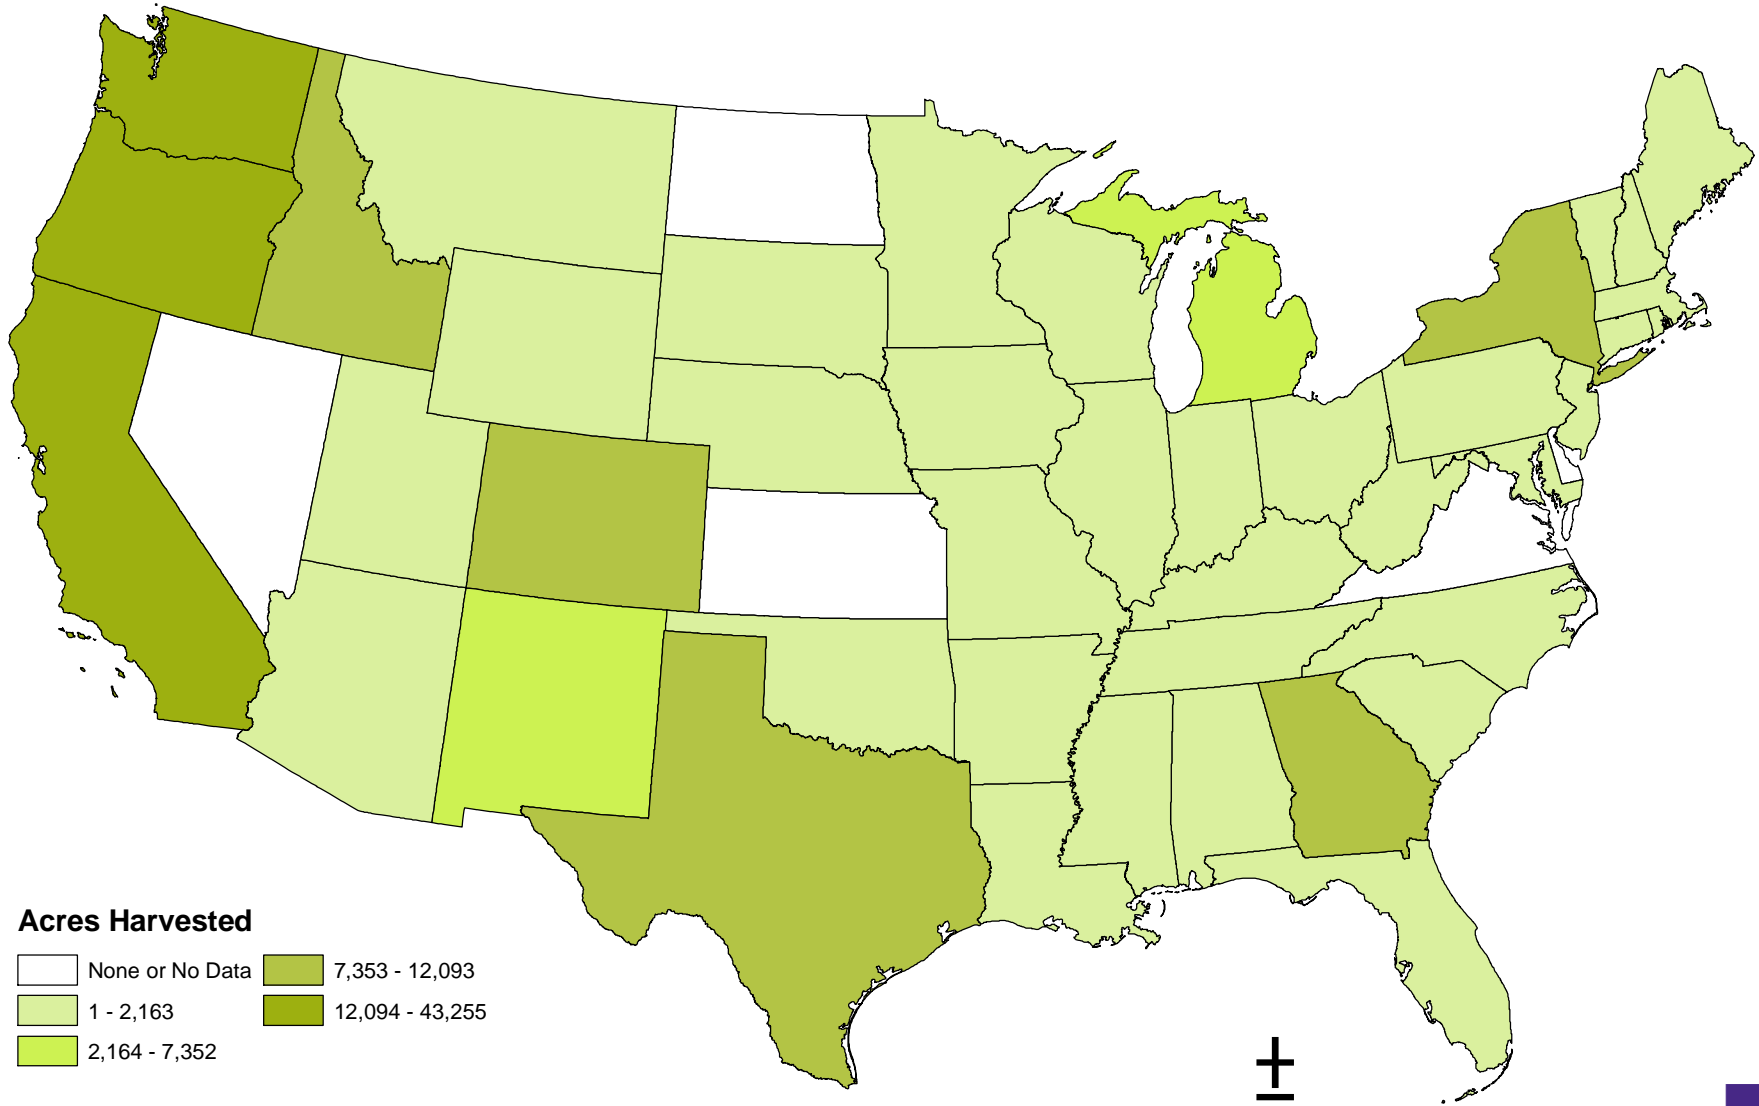 Acres Harvested
None or No Data
1 - 2,163
2,164 - 7,352
7,353 - 12,093
12,094 - 43,255